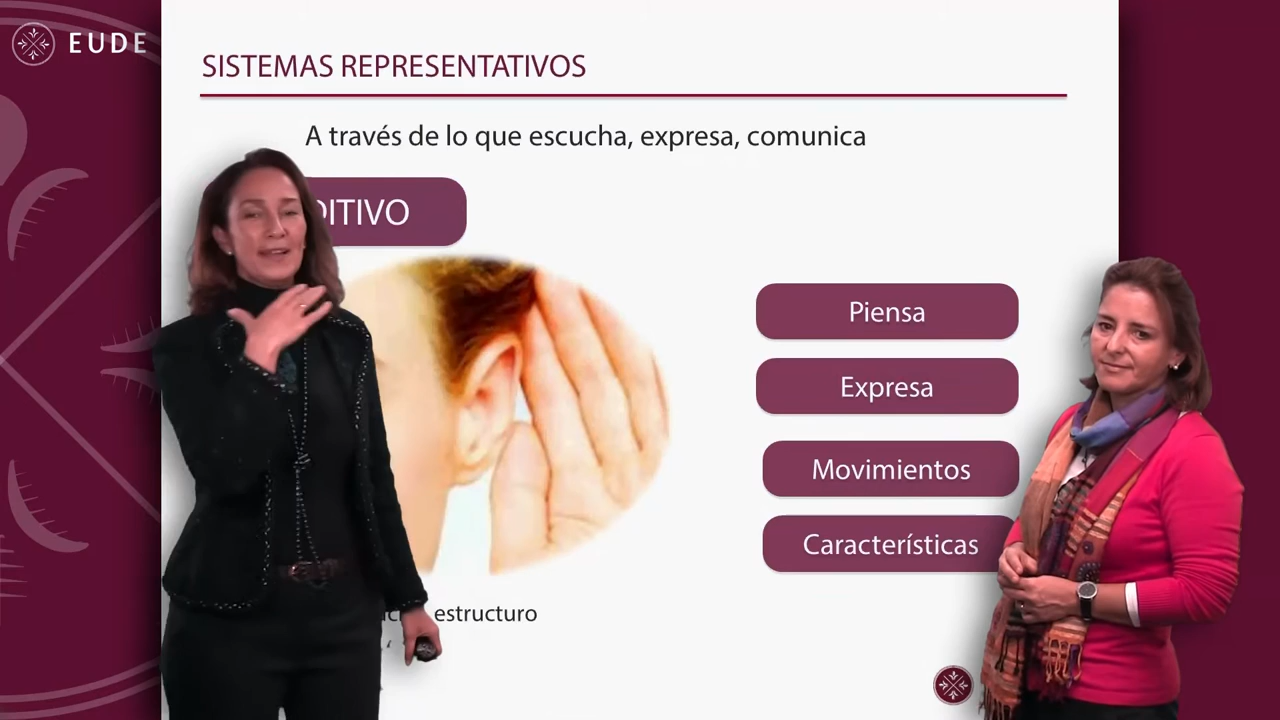 EUDE
SISTEMAS REPRESENTATIVOS
A través de lo que escucha, expresa, comunica
DITIVO
Piensa
Expresa
Movimientos
Características
estructuro